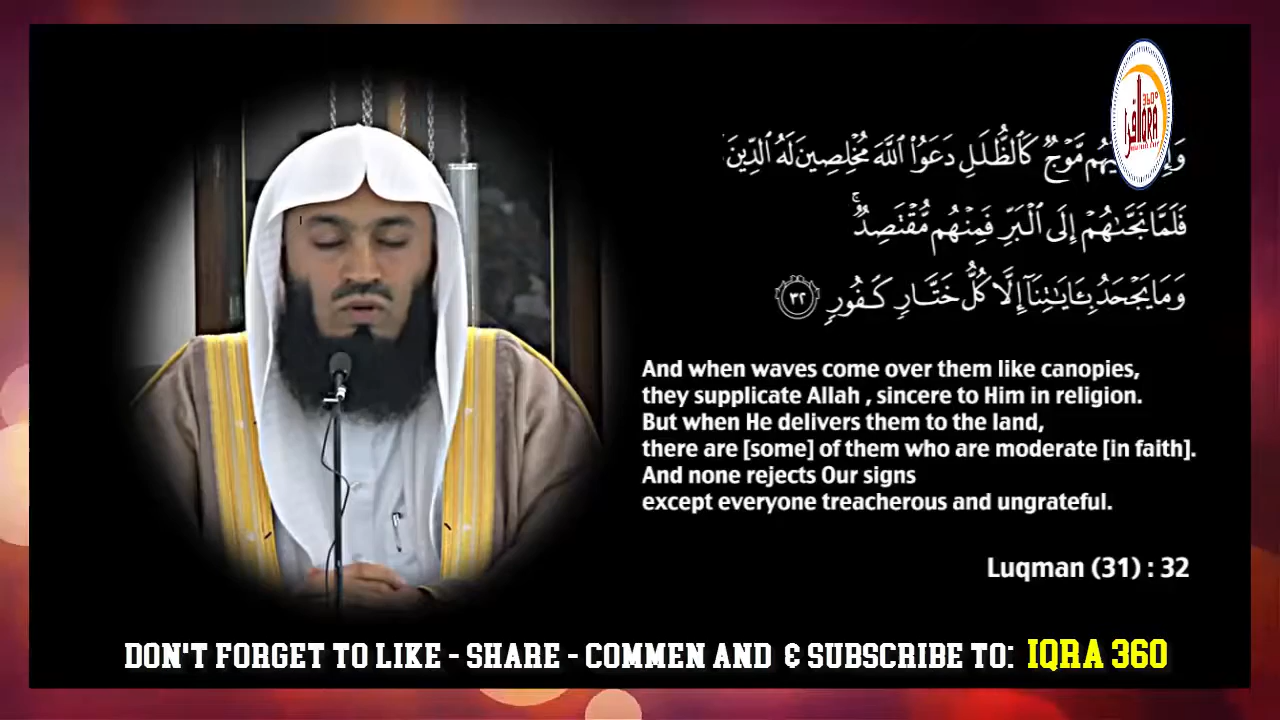 وَإِ يَهُم مَّوْجٌ كَٱلظُّلَلِ دَعَوُا۟ ٱللَّهَ مُخْلِصِينَ لَهُ ٱلدِّينَ
فَلَمَّا نَجَّىٰهُمْ إِلَى ٱلْبَرِّ فَمِنْهُم مُّقْتَصِدٌ ۚ
وَمَا يَجْحَدُ بِـَٔايَـٰتِنَآ إِلَّا كُلُّ خَتَّارٍ كَفُورٍ ٣٢
And when waves come over them like canopies,
they supplicate Allah , sincere to Him in religion.
But when He delivers them to the land,
there are [some] of them who are moderate [in faith].
And none rejects Our signs
except everyone treacherous and ungrateful.
Luqman (31) : 32
DON'T FORGET TO LIKE - SHARE - COMMEN AND & SUBSCRIBE TO: IQRA 360
٣٦٠°
IQRA
اقرأ